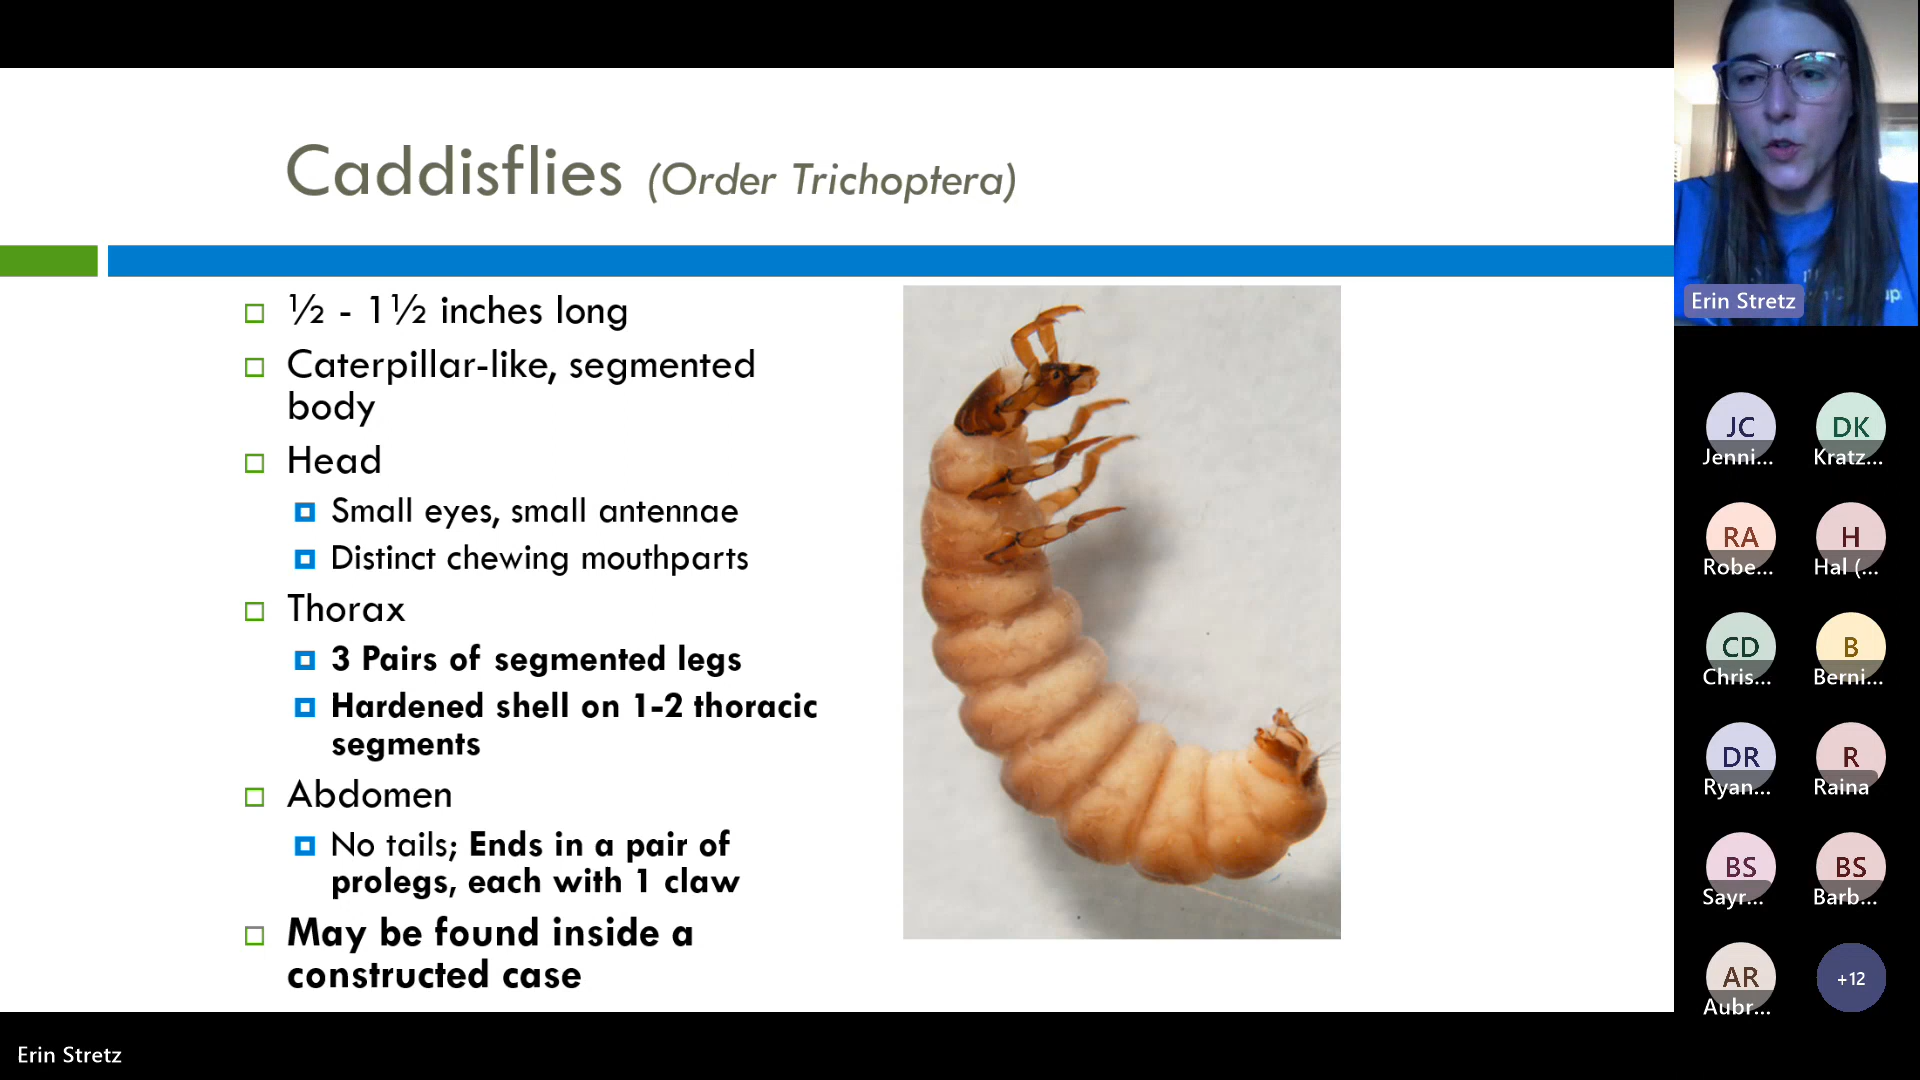 Caddisflies (Order Trichoptera)
½ - 1½ inches long
Caterpillar-like, segmented
body
Head
Small eyes, small antennae
Distinct chewing mouthparts
Thorax
3 Pairs of segmented legs
Hardened shell on 1-2 thoracic
segments
Abdomen
No tails; Ends in a pair of
prolegs, each with 1 claw
May be found inside a
constructed case
Erin Stretz
JC
Jenni...
DK
Kratz...
RA
Robe...
H
Hal (...
CD
Chris...
B
Berni...
DR
Ryan...
R
Raina
BS
Sayr...
BS
Barb...
AR
Aubr...
+12
Erin Stretz